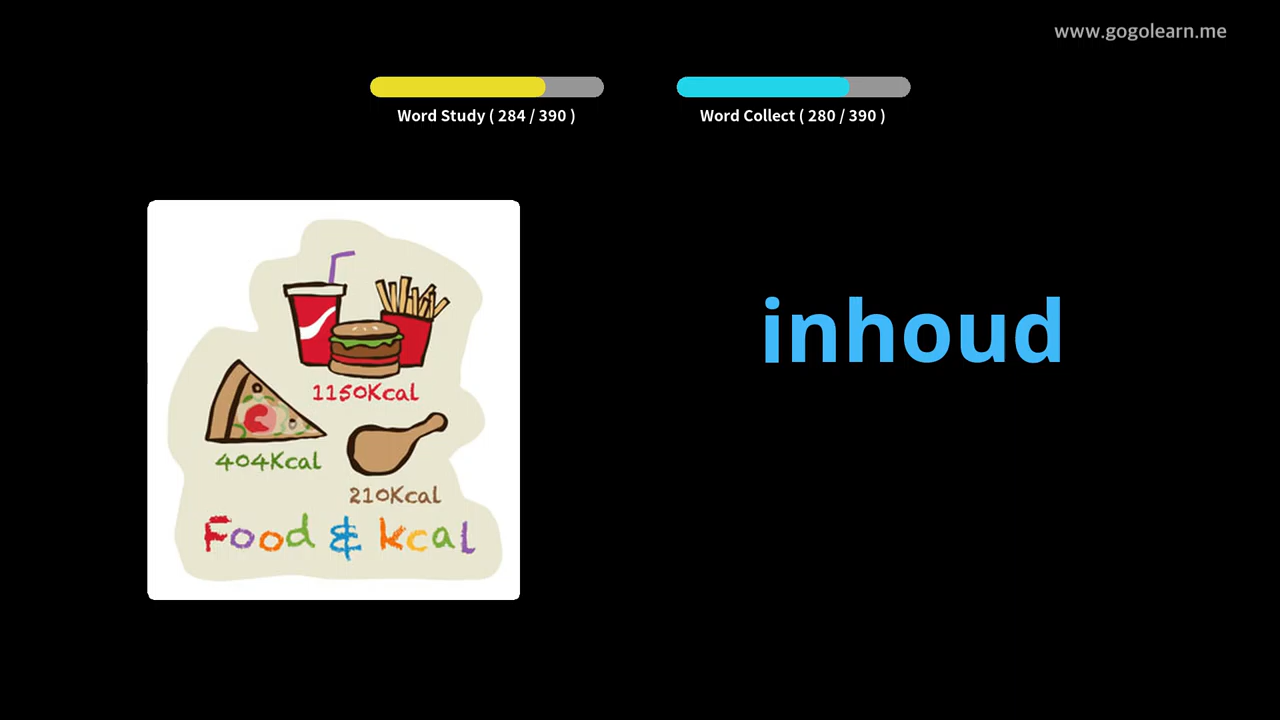 www.gogolearn.me
Word Study ( 284 / 390 )
Word Collect ( 280 / 390 )
inhoud
1150Kcal
404Kcal
210Kcal
Food & kcal